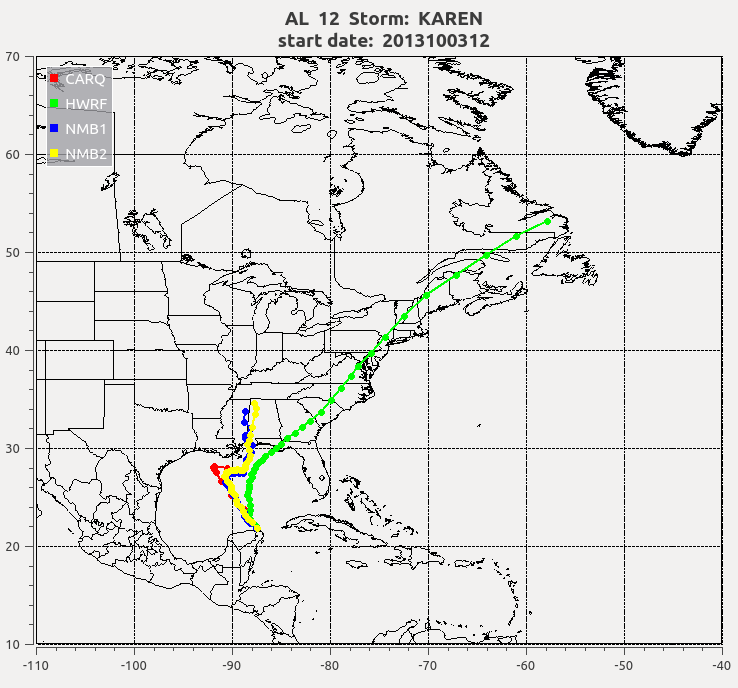 AL 12 Storm: KAREN
start date: 2013100312
70
CARQ
HWRF
NMB1
NMB2
60
50
40
30
20
10
-110 -100 -90 -80 -70 -60 -50 -40